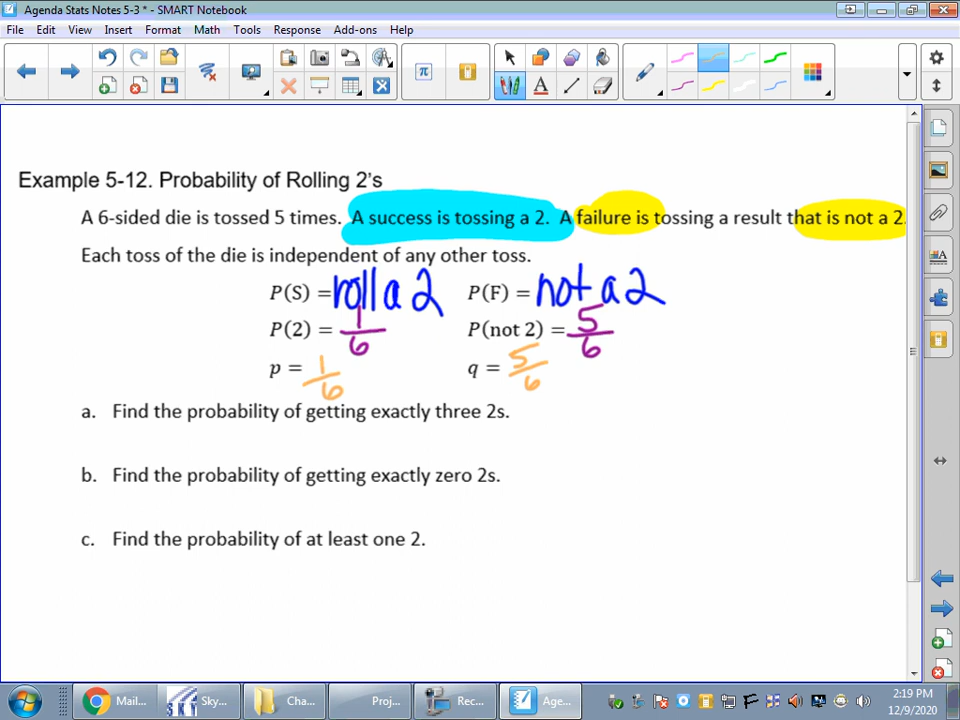 Agenda Stats Notes 5-3 * - SMART Notebook
File Edit View Insert Format Math Tools Response Add-ons Help
Example 5-12. Probability of Rolling 2's
A 6-sided die is tossed 5 times. A success is tossing a 2. A failure is tossing a result that is not a 2.
Each toss of the die is independent of any other toss.
P(S) = roll a 2 P(F) = not a 2
P(2) = 1/6 P(not 2) = 5/6
p = 1/6 q = 5/6
a. Find the probability of getting exactly three 2s.
b. Find the probability of getting exactly zero 2s.
c. Find the probability of at least one 2.
Mail... Sky... Cha... Proj... Rec... Age... 2:19 PM
12/9/2020